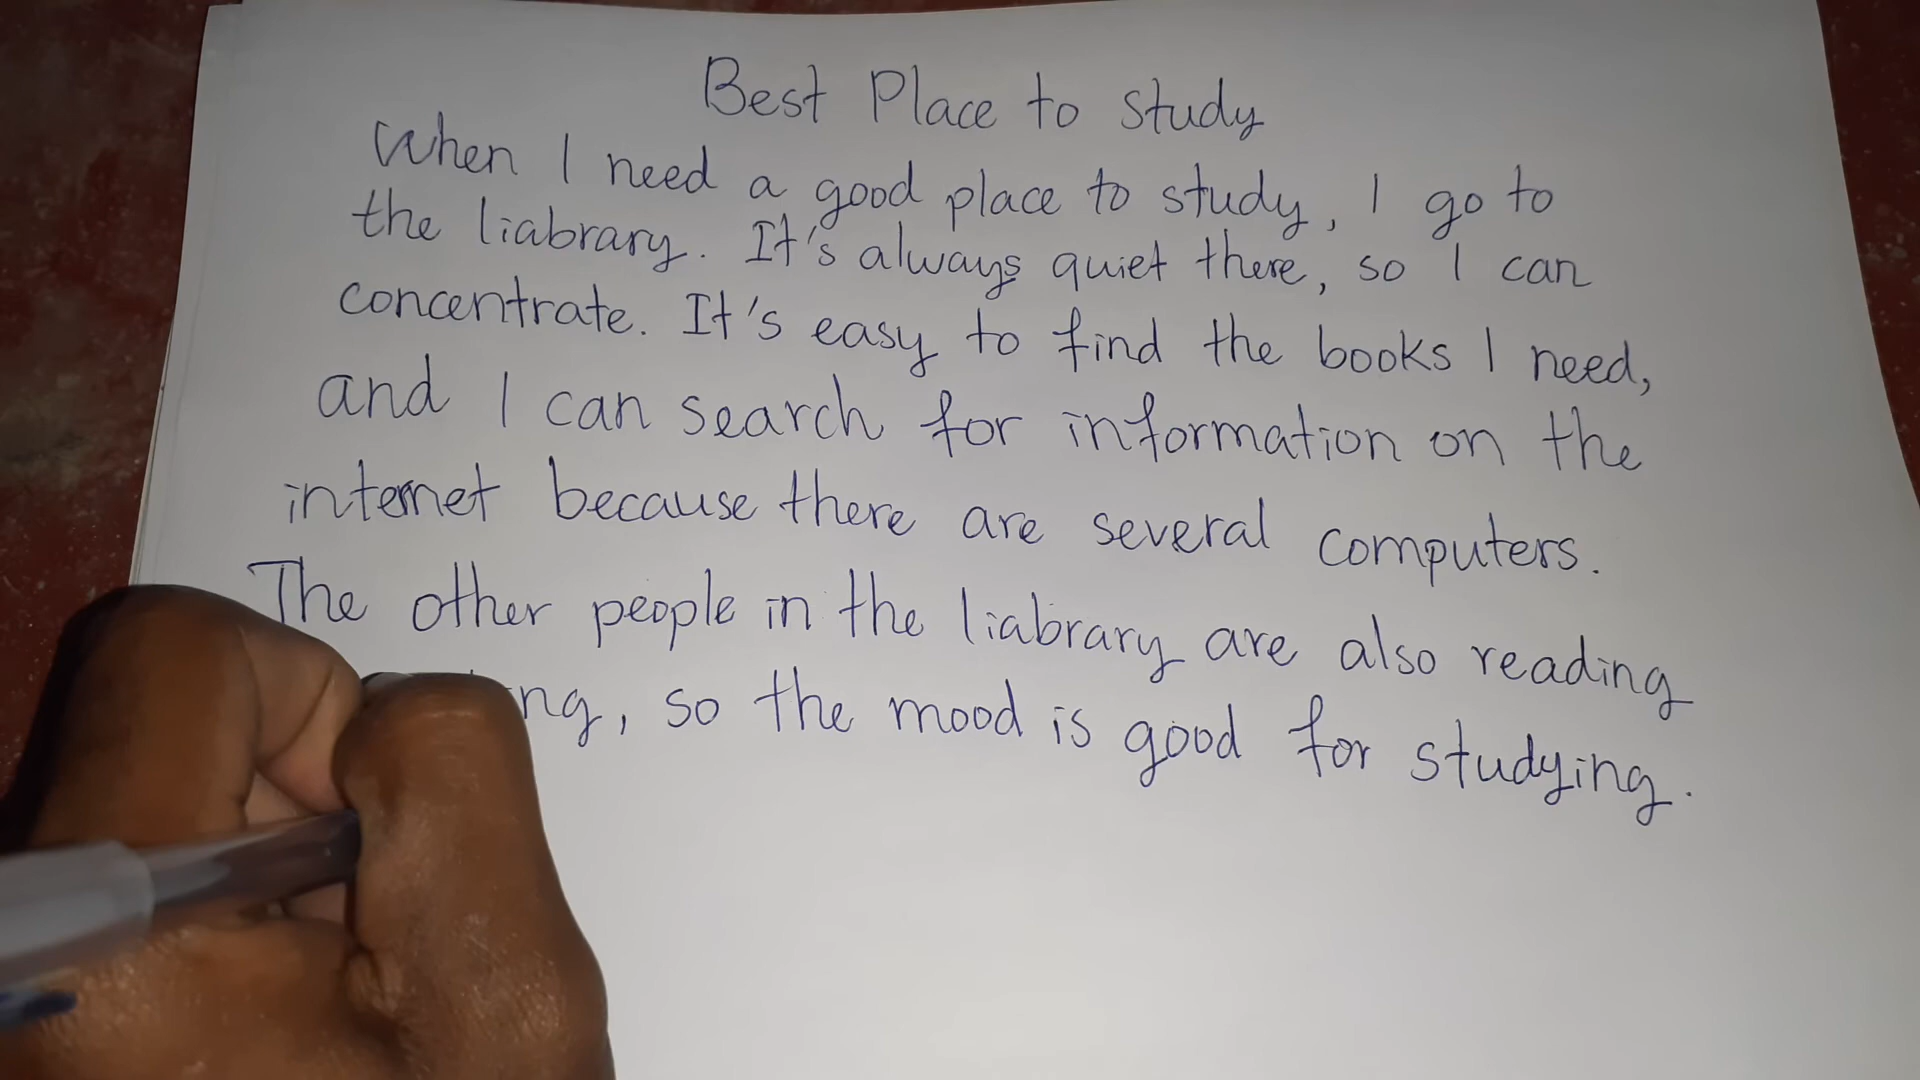 Best Place to study
When I need a good place to study, I go to
the liabrary. It's always quiet there, so I can
concentrate. It's easy to find the books I need,
and I can search for information on the
internet because there are several computers.
The other people in the liabrary are also reading
so the mood is good for studying.